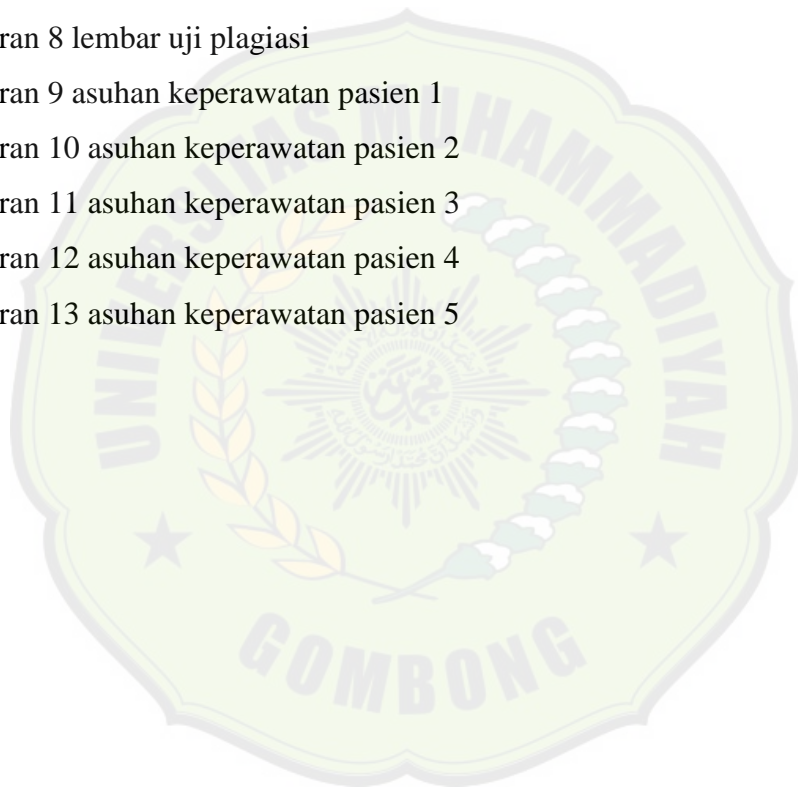 ran 8 lembar uji plagiasi
ran 9 asuhan keperawatan pasien 1
ran 10 asuhan keperawatan pasien 2
ran 11 asuhan keperawatan pasien 3
ran 12 asuhan keperawatan pasien 4
ran 13 asuhan keperawatan pasien 5
UNIVERSITAS MUHAMMADIYAH
GOMBONG